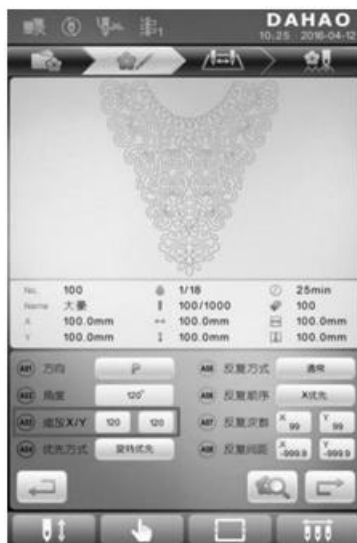 DAHAO
10:25 2016-04-12
1
No. 100 1/18 25min
Name 大豪 100/1000 100
X 100.0mm 100.0mm 100.0mm
Y 100.0mm 100.0mm 100.0mm
A01 方向 P A05 反复方式 通常
A02 角度 120° A06 反复顺序 X优先
A03 缩放X/Y 120 120 A07 反复次数 X 99 Y 99
A04 优先方式 旋转优先 A08 反复间距 X -999.9 Y -999.9